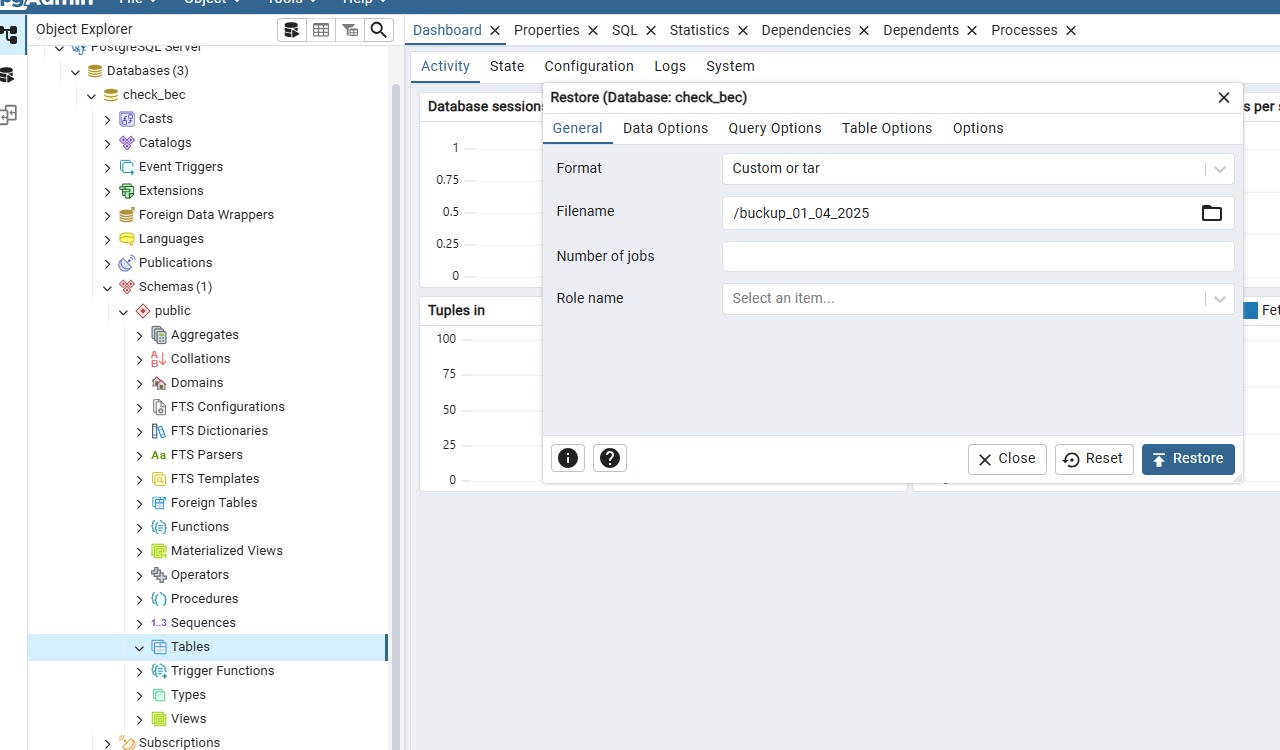 pgAdmin File Object Tools Help
Object Explorer
PostgreSQL Server
Databases (3)
check_bec
Casts
Catalogs
Event Triggers
Extensions
Foreign Data Wrappers
Languages
Publications
Schemas (1)
public
Aggregates
Collations
Domains
FTS Configurations
FTS Dictionaries
Aa FTS Parsers
FTS Templates
Foreign Tables
Functions
Materialized Views
Operators
Procedures
1..3 Sequences
Tables
Trigger Functions
Types
Views
Subscriptions
Dashboard Properties SQL Statistics Dependencies Dependents Processes
Activity State Configuration Logs System
Database sessions
1
0.75
0.5
0.25
0
s per s
Tuples in
100
75
50
25
0
Fet
Restore (Database: check_bec)
General Data Options Query Options Table Options Options
Format Custom or tar
Filename /buckup_01_04_2025
Number of jobs
Role name Select an item...
Close Reset Restore